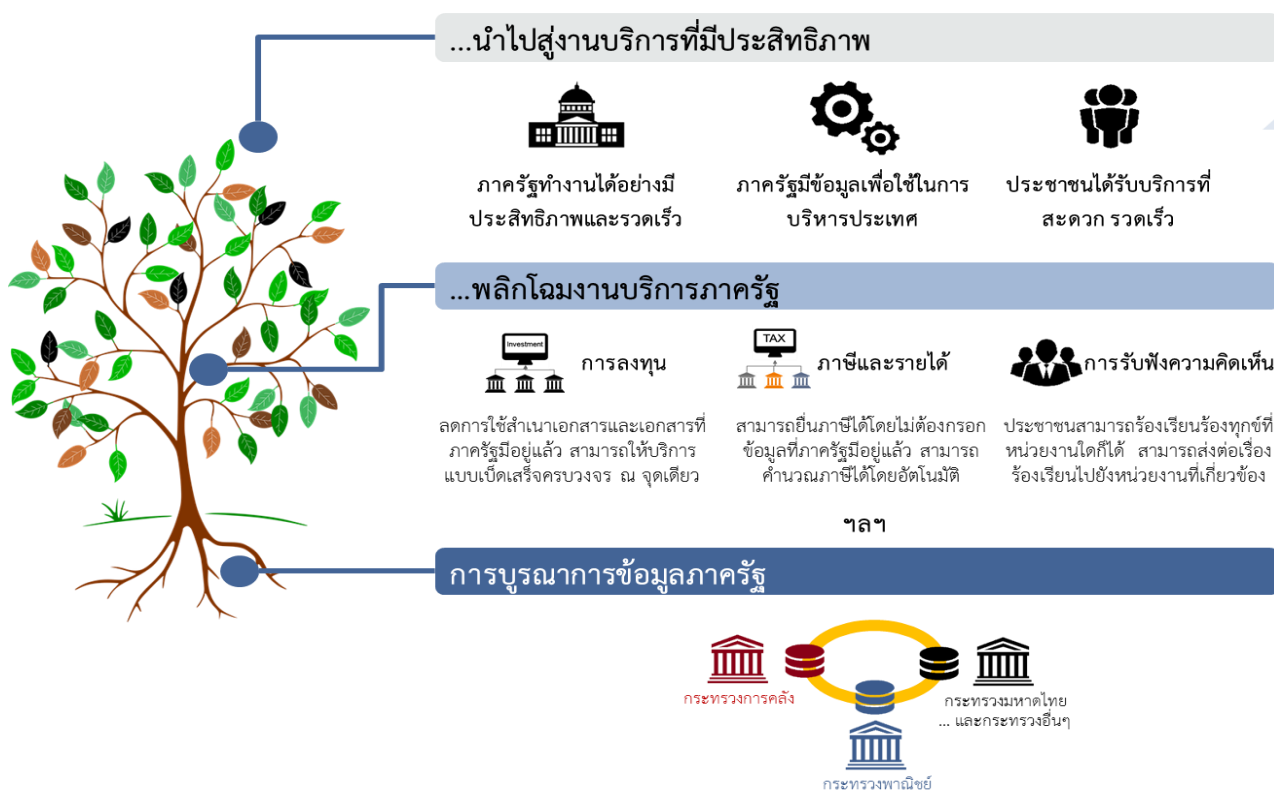 ...นำไปสู่งานบริการที่มีประสิทธิภาพ
ภาครัฐทำงานได้อย่างมี
ประสิทธิภาพและรวดเร็ว
ภาครัฐมีข้อมูลเพื่อใช้ในการ
บริหารประเทศ
ประชาชนได้รับบริการที่
สะดวก รวดเร็ว
...พลิกโฉมงานบริการภาครัฐ
Investment
การลงทุน
ลดการใช้สำเนาเอกสารและเอกสารที่
ภาครัฐมีอยู่แล้ว สามารถให้บริการ
แบบเบ็ดเสร็จครบวงจร ณ จุดเดียว
TAX
ภาษีและรายได้
สามารถยื่นภาษีได้โดยไม่ต้องกรอก
ข้อมูลที่ภาครัฐมีอยู่แล้ว สามารถ
คำนวณภาษีได้โดยอัตโนมัติ
การรับฟังความคิดเห็น
ประชาชนสามารถร้องเรียนร้องทุกข์ที่
หน่วยงานใดก็ได้ สามารถส่งต่อเรื่อง
ร้องเรียนไปยังหน่วยงานที่เกี่ยวข้อง
ฯลฯ
การบูรณาการข้อมูลภาครัฐ
กระทรวงการคลัง
กระทรวงมหาดไทย
... และกระทรวงอื่นๆ
กระทรวงพาณิชย์